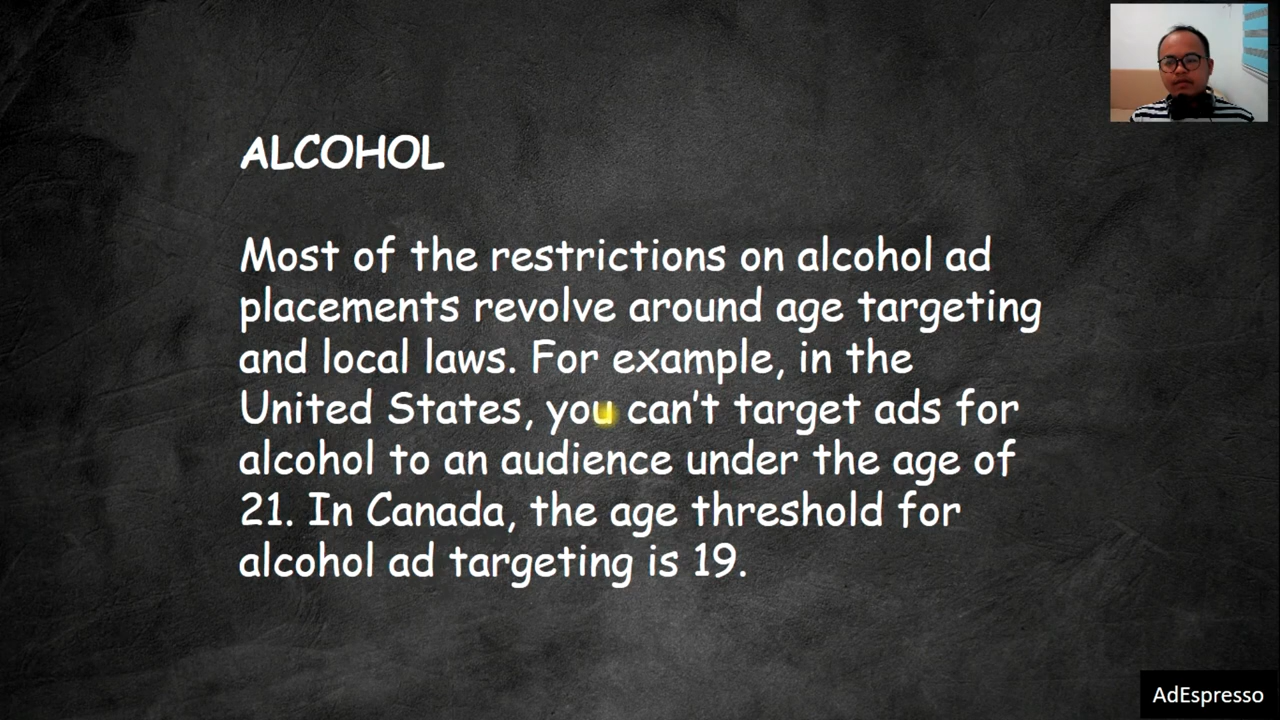 ALCOHOL
Most of the restrictions on alcohol ad
placements revolve around age targeting
and local laws. For example, in the
United States, you can't target ads for
alcohol to an audience under the age of
21. In Canada, the age threshold for
alcohol ad targeting is 19.
AdEspresso